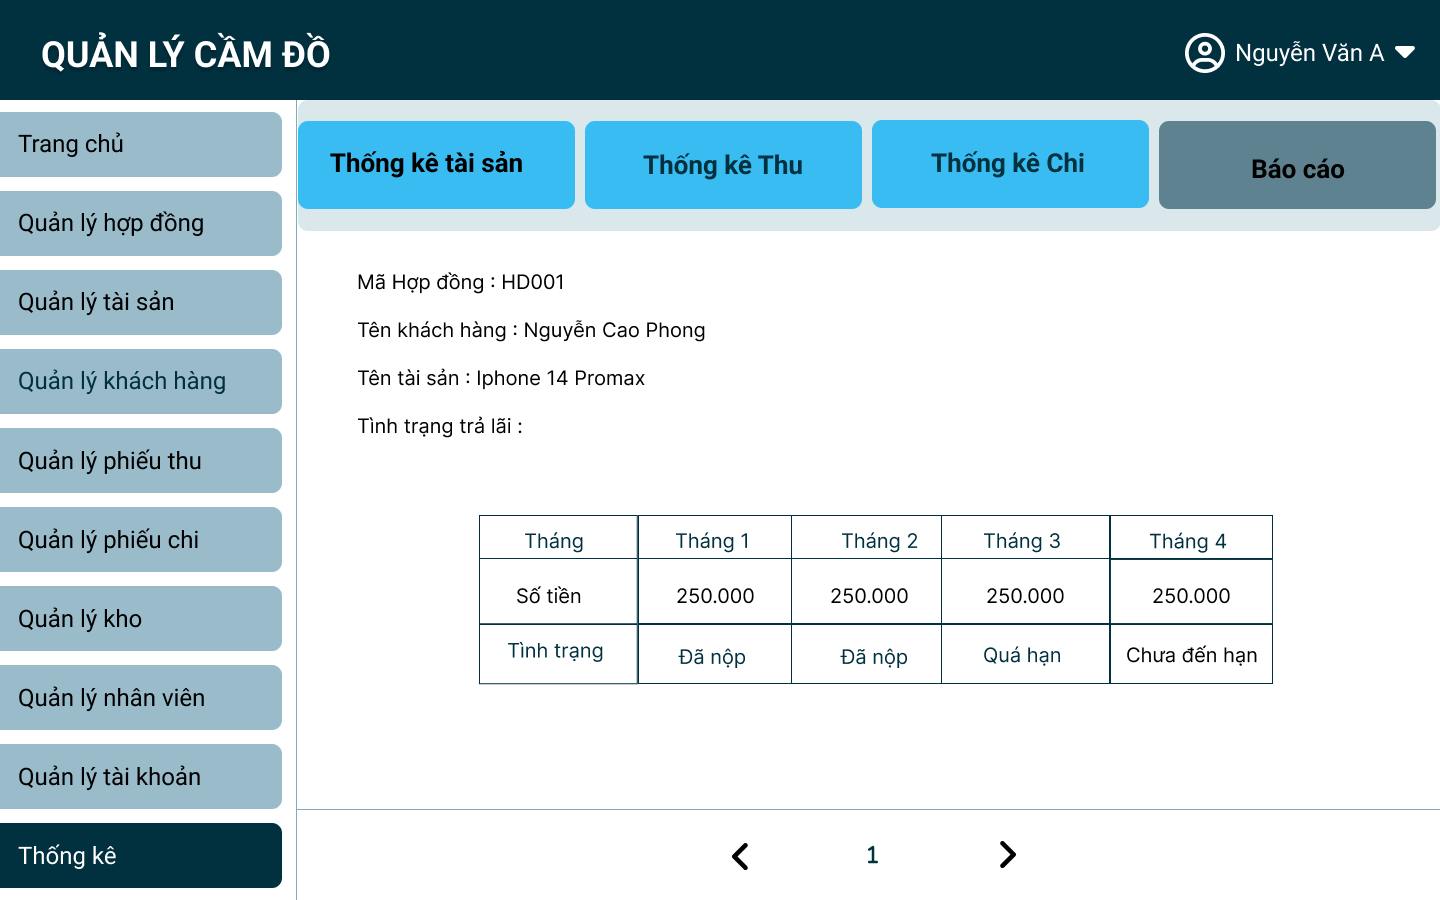 QUẢN LÝ CẦM ĐỒ
Nguyễn Văn A
Trang chủ
Quản lý hợp đồng
Quản lý tài sản
Quản lý khách hàng
Quản lý phiếu thu
Quản lý phiếu chi
Quản lý kho
Quản lý nhân viên
Quản lý tài khoản
Thống kê
Thống kê tài sản
Thống kê Thu
Thống kê Chi
Báo cáo
Mã Hợp đồng : HD001
Tên khách hàng : Nguyễn Cao Phong
Tên tài sản : Iphone 14 Promax
Tình trạng trả lãi :
Tháng Tháng 1 Tháng 2 Tháng 3 Tháng 4
Số tiền 250.000 250.000 250.000 250.000
Tình trạng Đã nộp Đã nộp Quá hạn Chưa đến hạn
1